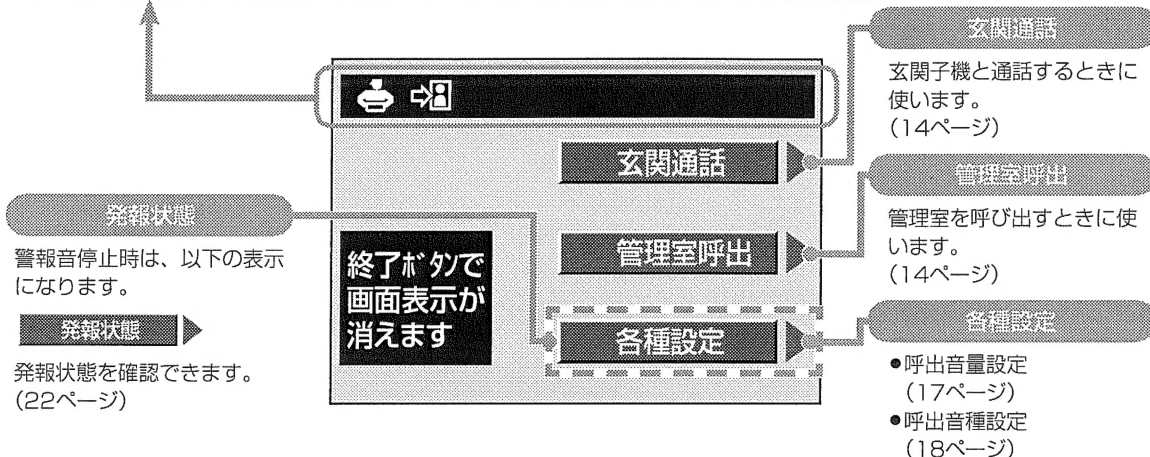 玄関通話
玄関子機と通話するときに
使います。
(14ページ)
玄関通話
管理室呼出
発報状態
管理室を呼び出すときに使
います。
(14ページ)
警報音停止時は、以下の表示
になります。
管理室呼出
終了ボタンで
画面表示が
消えます
発報状態
各種設定
各種設定
発報状態を確認できます。
(22ページ)
●呼出音量設定
(17ページ)
●呼出音種設定
(18ページ)